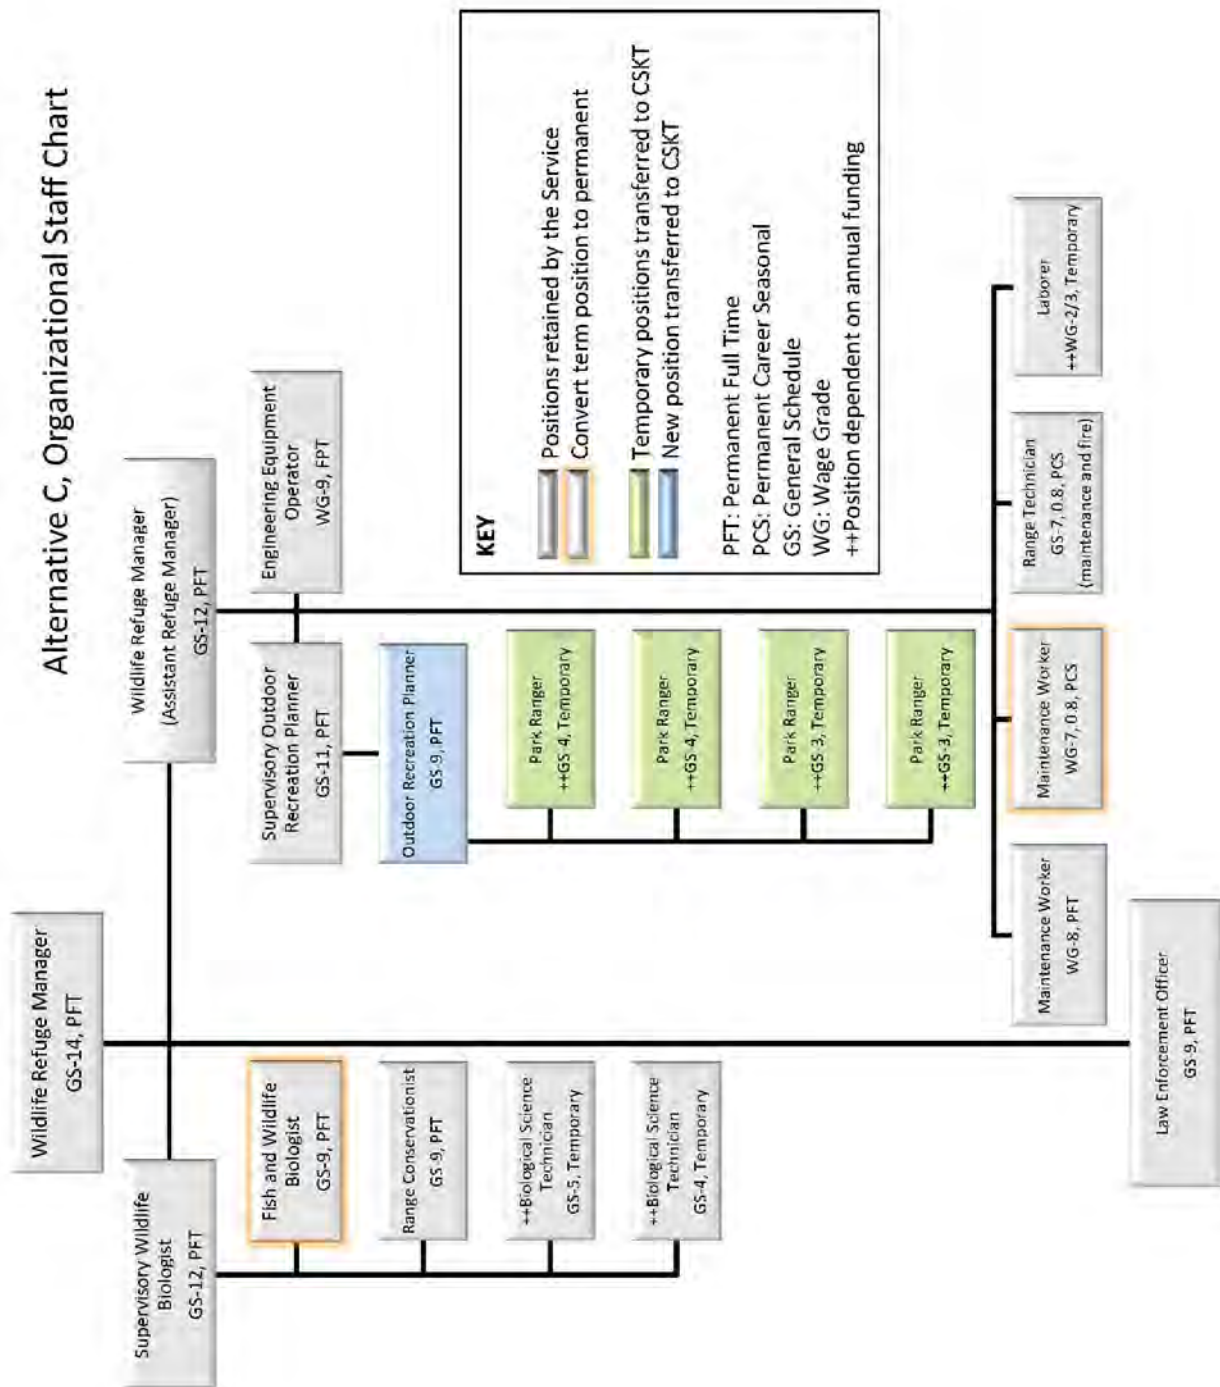 Alternative C, Organizational Staff Chart
Wildlife Refuge Manager
GS-14, PFT
Supervisory Wildlife
Biologist
GS-12, PFT
Wildlife Refuge Manager
(Assistant Refuge Manager)
GS-12, PFT
Fish and Wildlife
Biologist
GS-9, PFT
Range Conservationist
GS-9, PFT
++Biological Science
Technician
GS-5, Temporary
++Biological Science
Technician
GS-4, Temporary
Supervisory Outdoor
Recreation Planner
GS-11, PFT
Engineering Equipment
Operator
WG-9, FPT
Outdoor Recreation Planner
GS-9, PFT
Park Ranger
++GS-4, Temporary
Park Ranger
++GS-4, Temporary
Park Ranger
++GS-3, Temporary
Park Ranger
++GS-3, Temporary
Maintenance Worker
WG-8, PFT
Maintenance Worker
WG-7, 0.8, PCS
Range Technician
GS-7, 0.8, PCS
(maintenance and fire)
Laborer
++WG-2/3, Temporary
Law Enforcement Officer
GS-9, PFT
KEY
Positions retained by the Service
Convert term position to permanent
Temporary positions transferred to CSKT
New position transferred to CSKT
PFT: Permanent Full Time
PCS: Permanent Career Seasonal
GS: General Schedule
WG: Wage Grade
++Position dependent on annual funding